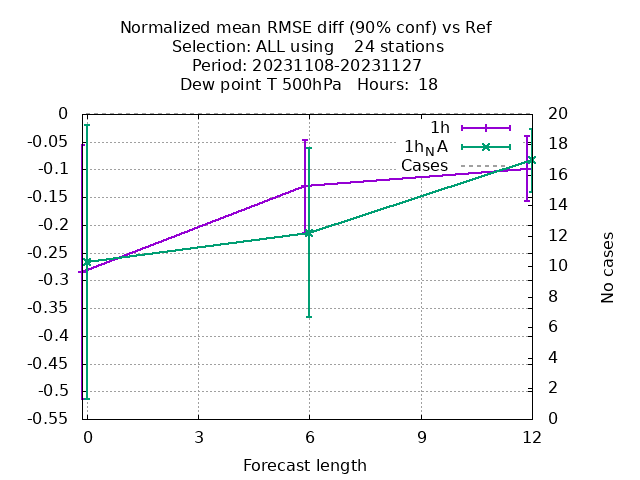 Normalized mean RMSE diff (90% conf) vs Ref
Selection: ALL using    24 stations
Period: 20231108-20231127
Dew point T 500hPa   Hours:  18
1h
1hNA
Cases
0
-0.05
-0.1
-0.15
-0.2
-0.25
-0.3
-0.35
-0.4
-0.45
-0.5
-0.55
20
18
16
14
12
10
8
6
4
2
0
No cases
0 3 6 9 12
Forecast length